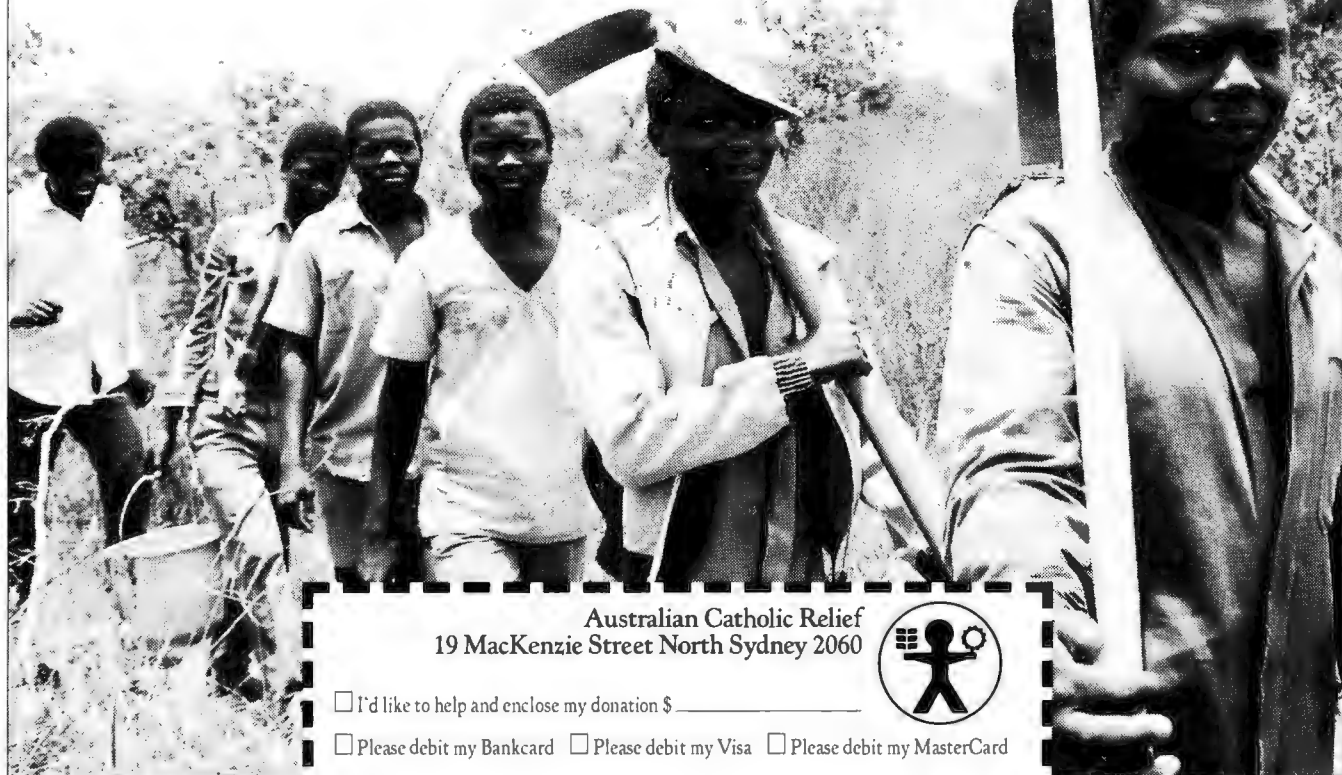 Australian Catholic Relief
19 MacKenzie Street North Sydney 2060
I'd like to help and enclose my donation $
Please debit my Bankcard Please debit my Visa Please debit my MasterCard